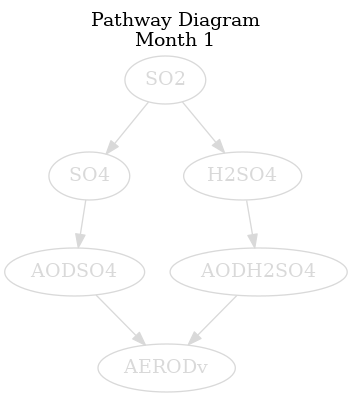 Pathway Diagram
Month 1
SO2
SO4
H2SO4
AODSO4
AODH2SO4
AERODv